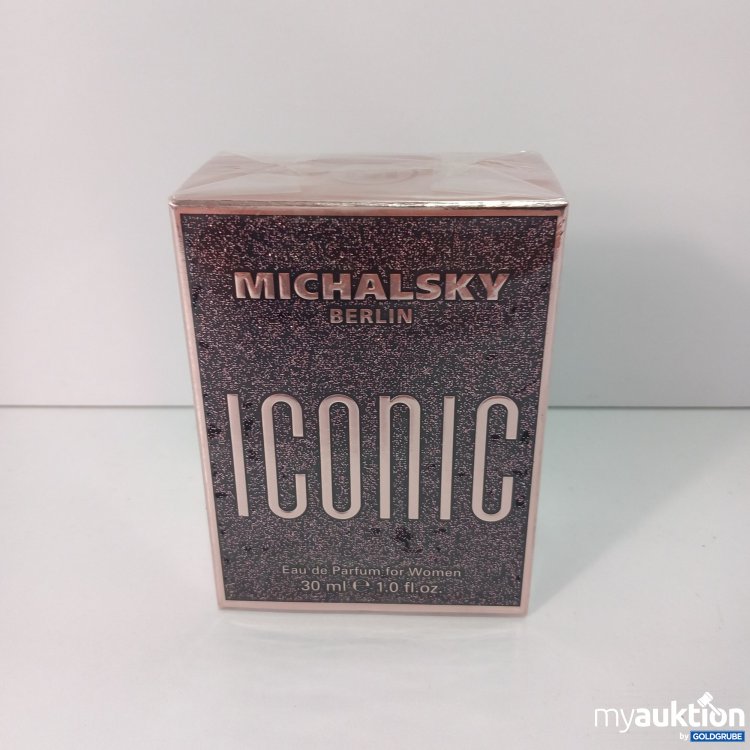 MICHALSKY
BERLIN
ICONIC
Eau de Parfum for Women
30 ml ℮ 1.0 fl.oz.
myauktion
by GOLDGRUBE